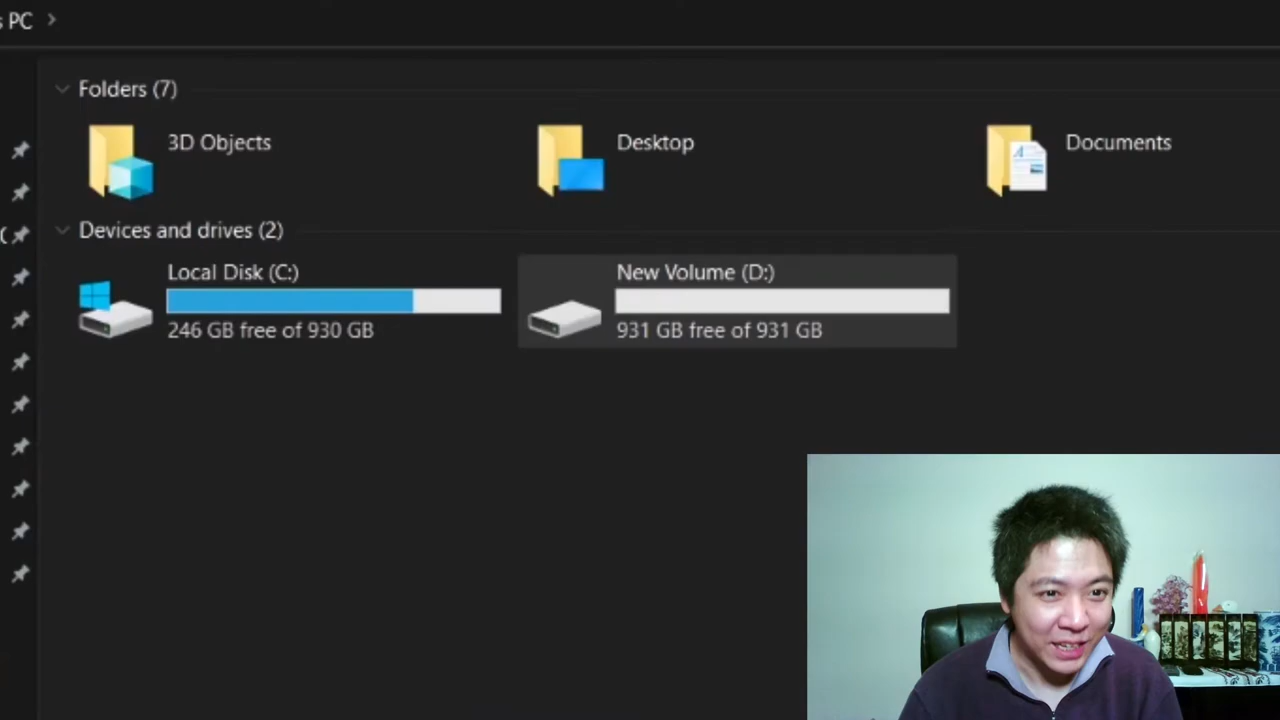 s PC
Folders (7)
3D Objects
Desktop
Documents
Devices and drives (2)
Local Disk (C:)
246 GB free of 930 GB
New Volume (D:)
931 GB free of 931 GB